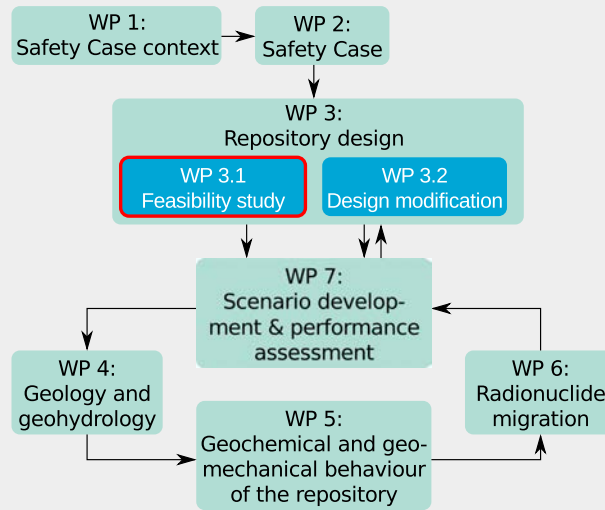 WP 1:
Safety Case context
WP 2:
Safety Case
WP 3:
Repository design
WP 3.1
Feasibility study
WP 3.2
Design modification
WP 7:
Scenario develop-
ment & performance
assessment
WP 4:
Geology and
geohydrology
WP 5:
Geochemical and geo-
mechanical behaviour
of the repository
WP 6:
Radionuclide
migration